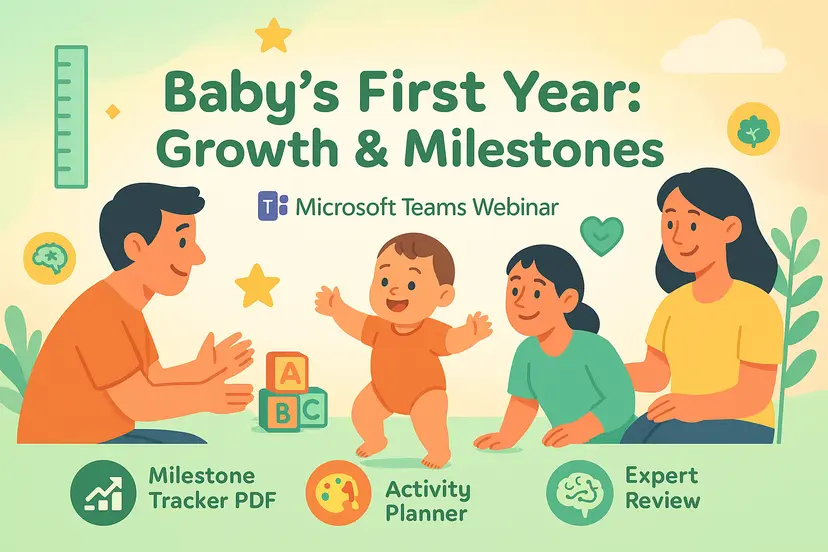 Baby's First Year:
Growth & Milestones
T Microsoft Teams Webinar
A
B C
Milestone
Tracker PDF
Activity
Planner
Expert
Review